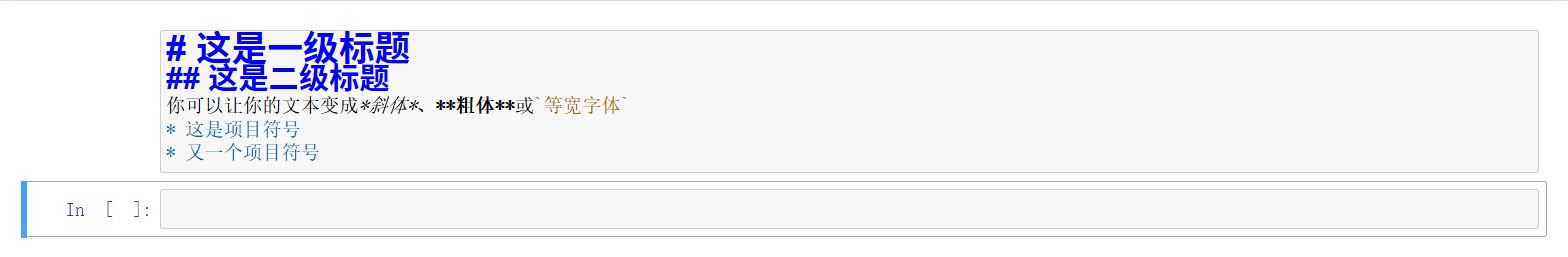 # 这是一级标题
## 这是二级标题
你可以让你的文本变成*斜体*、**粗体**或`等宽字体`
* 这是项目符号
* 又一个项目符号
In [ ]: